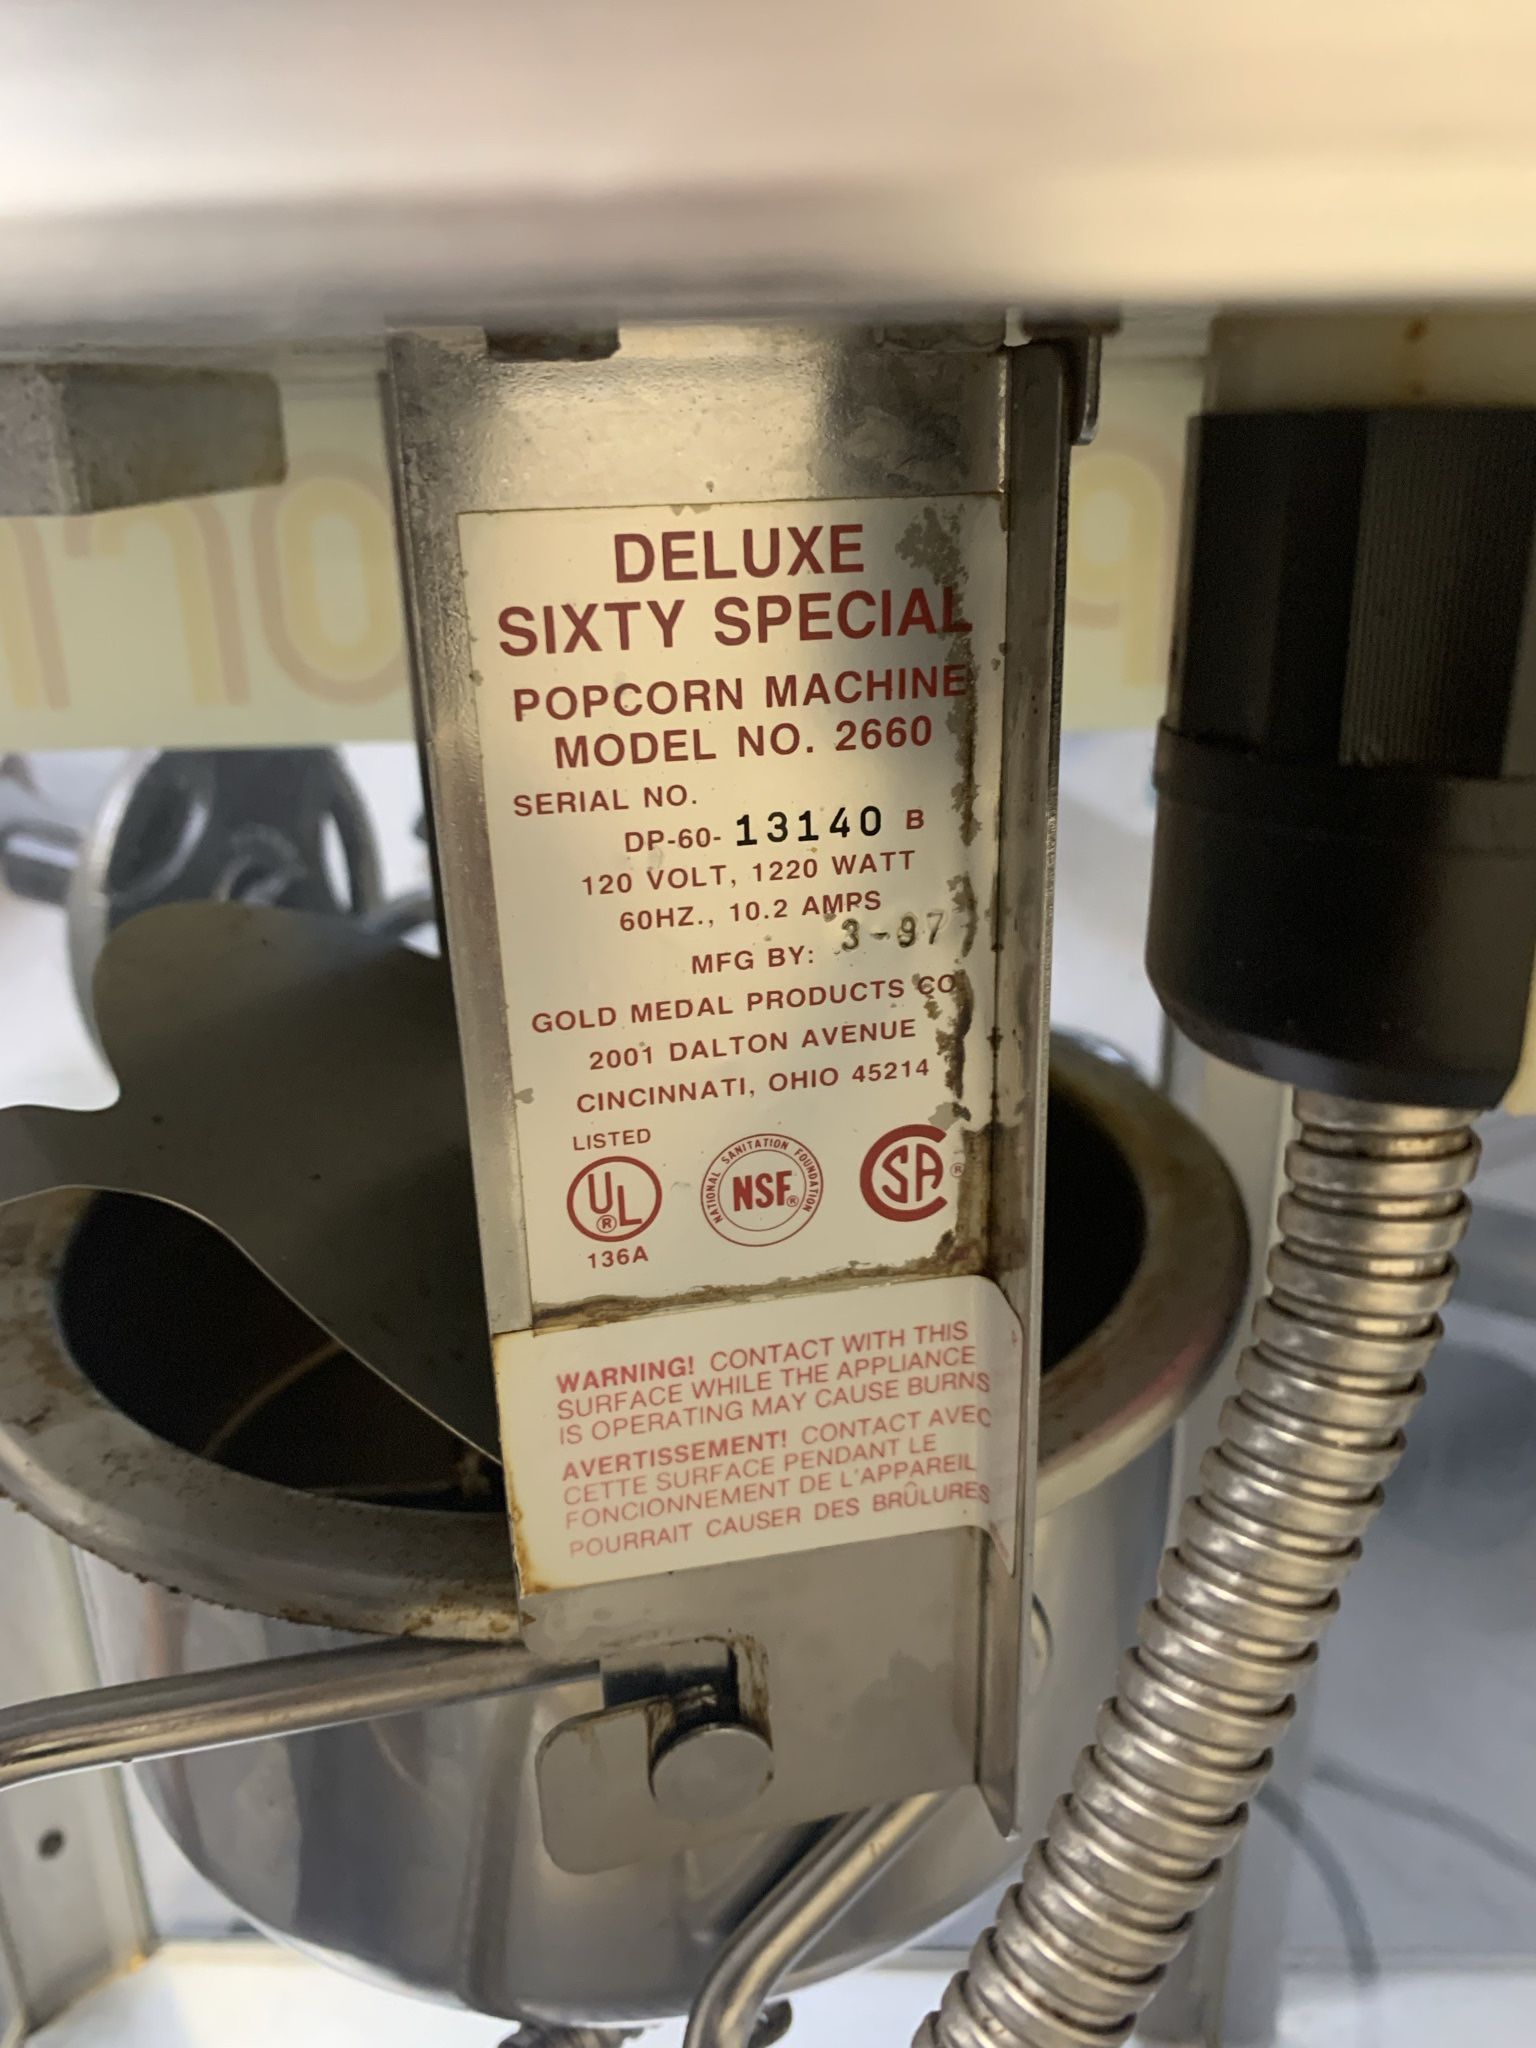 DELUXE
SIXTY SPECIAL
POPCORN MACHINE
MODEL NO. 2660
SERIAL NO.
DP-60-13140 B
120 VOLT, 1220 WATT
60HZ., 10.2 AMPS
3-97
MFG BY:
GOLD MEDAL PRODUCTS CO
2001 DALTON AVENUE
CINCINNATI, OHIO 45214
LISTED
UL®
136A
NATIONAL SANITATION FOUNDATION
NSF®
CSA®
WARNING! CONTACT WITH THIS
SURFACE WHILE THE APPLIANCE
IS OPERATING MAY CAUSE BURNS
AVERTISSEMENT! CONTACT AVEC
CETTE SURFACE PENDANT LE
FONCIONNEMENT DE L'APPAREIL
POURRAIT CAUSER DES BRÛLURES